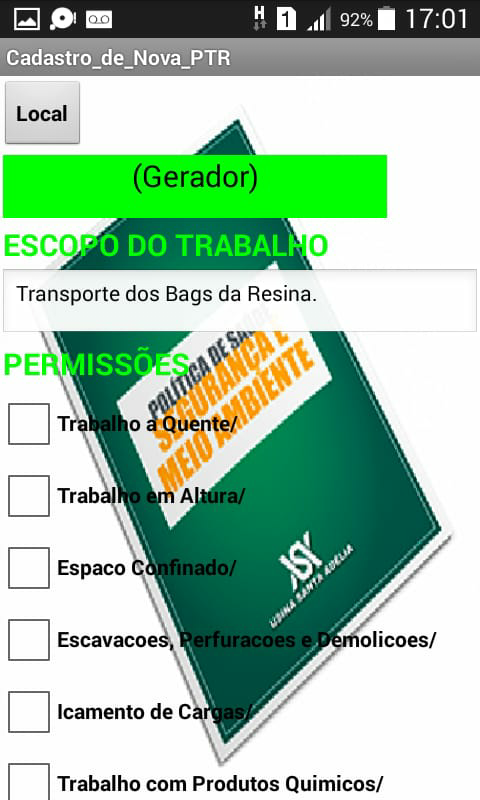 H 1 92% 17:01
Cadastro_de_Nova_PTR
Local
(Gerador)
ESCOPO DO TRABALHO
Transporte dos Bags da Resina.
POLÍTICA DE SAÚDE,
SEGURANÇA E
MEIO AMBIENTE
PERMISSÕES
Trabalho a Quente/
Trabalho em Altura/
Espaco Confinado/
USINA SANTA ADÉLIA
Escavacoes, Perfuracoes e Demolicoes/
Icamento de Cargas/
Trabalho com Produtos Quimicos/